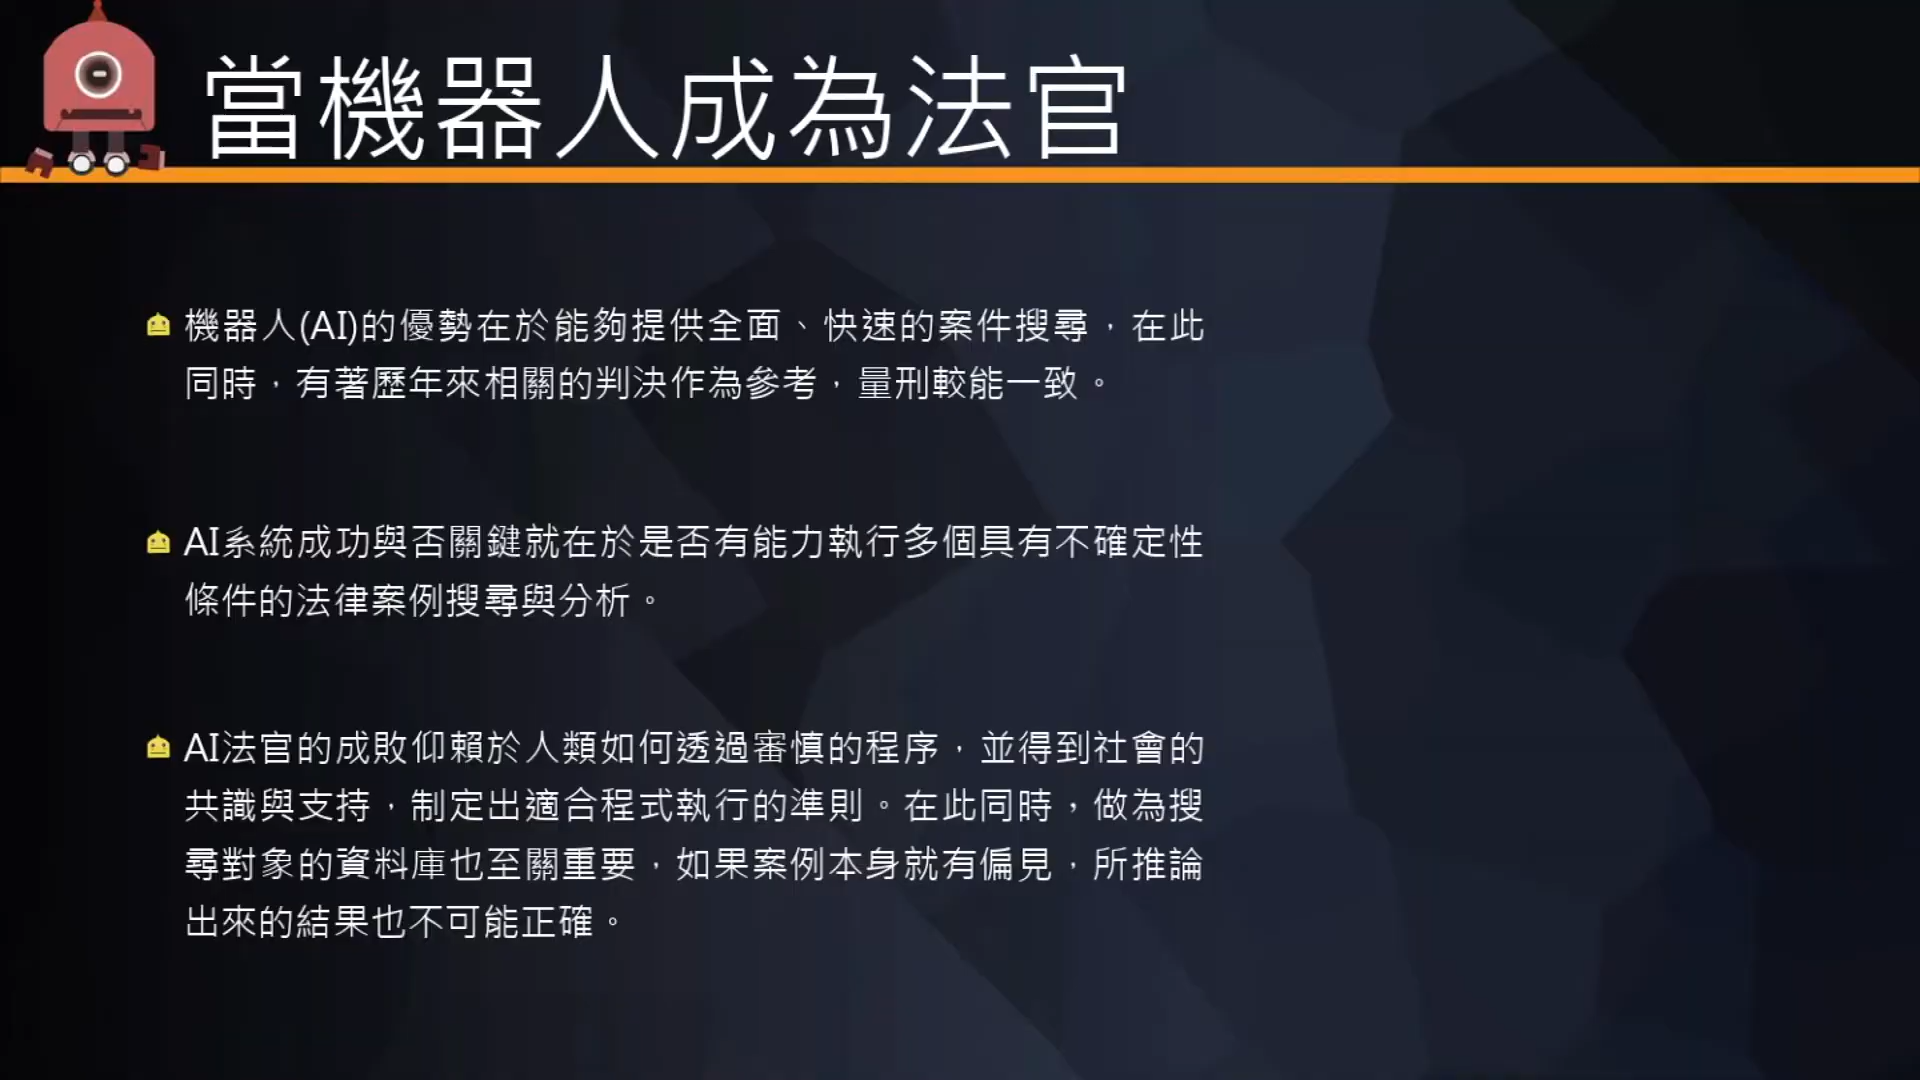 當機器人成為法官
機器人(AI)的優勢在於能夠提供全面、快速的案件搜尋，在此
同時，有著歷年來相關的判決作為參考，量刑較能一致。
AI系統成功與否關鍵就在於是否有能力執行多個具有不確定性
條件的法律案例搜尋與分析。
AI法官的成敗仰賴於人類如何透過審慎的程序，並得到社會的
共識與支持，制定出適合程式執行的準則。在此同時，做為搜
尋對象的資料庫也至關重要，如果案例本身就有偏見，所推論
出來的結果也不可能正確。